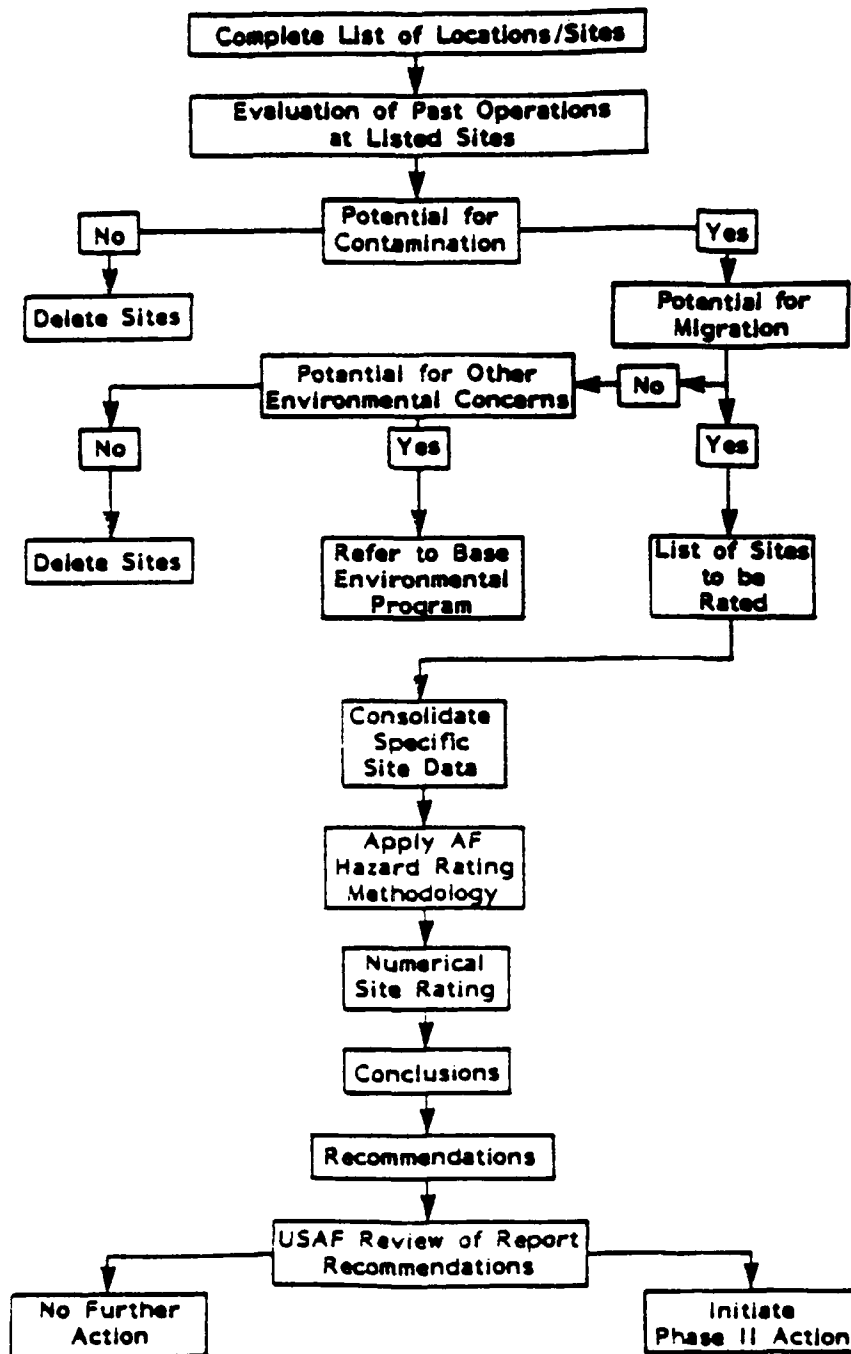 Complete List of Locations/Sites
Evaluation of Past Operations
at Listed Sites
Potential for
Contamination
No
Yes
Delete Sites
Potential for
Migration
Potential for Other
Environmental Concerns
No
No
Yes
Yes
Delete Sites
Refer to Base
Environmental
Program
List of Sites
to be
Rated
Consolidate
Specific
Site Data
Apply AF
Hazard Rating
Methodology
Numerical
Site Rating
Conclusions
Recommendations
USAF Review of Report
Recommendations
No Further
Action
Initiate
Phase II Action